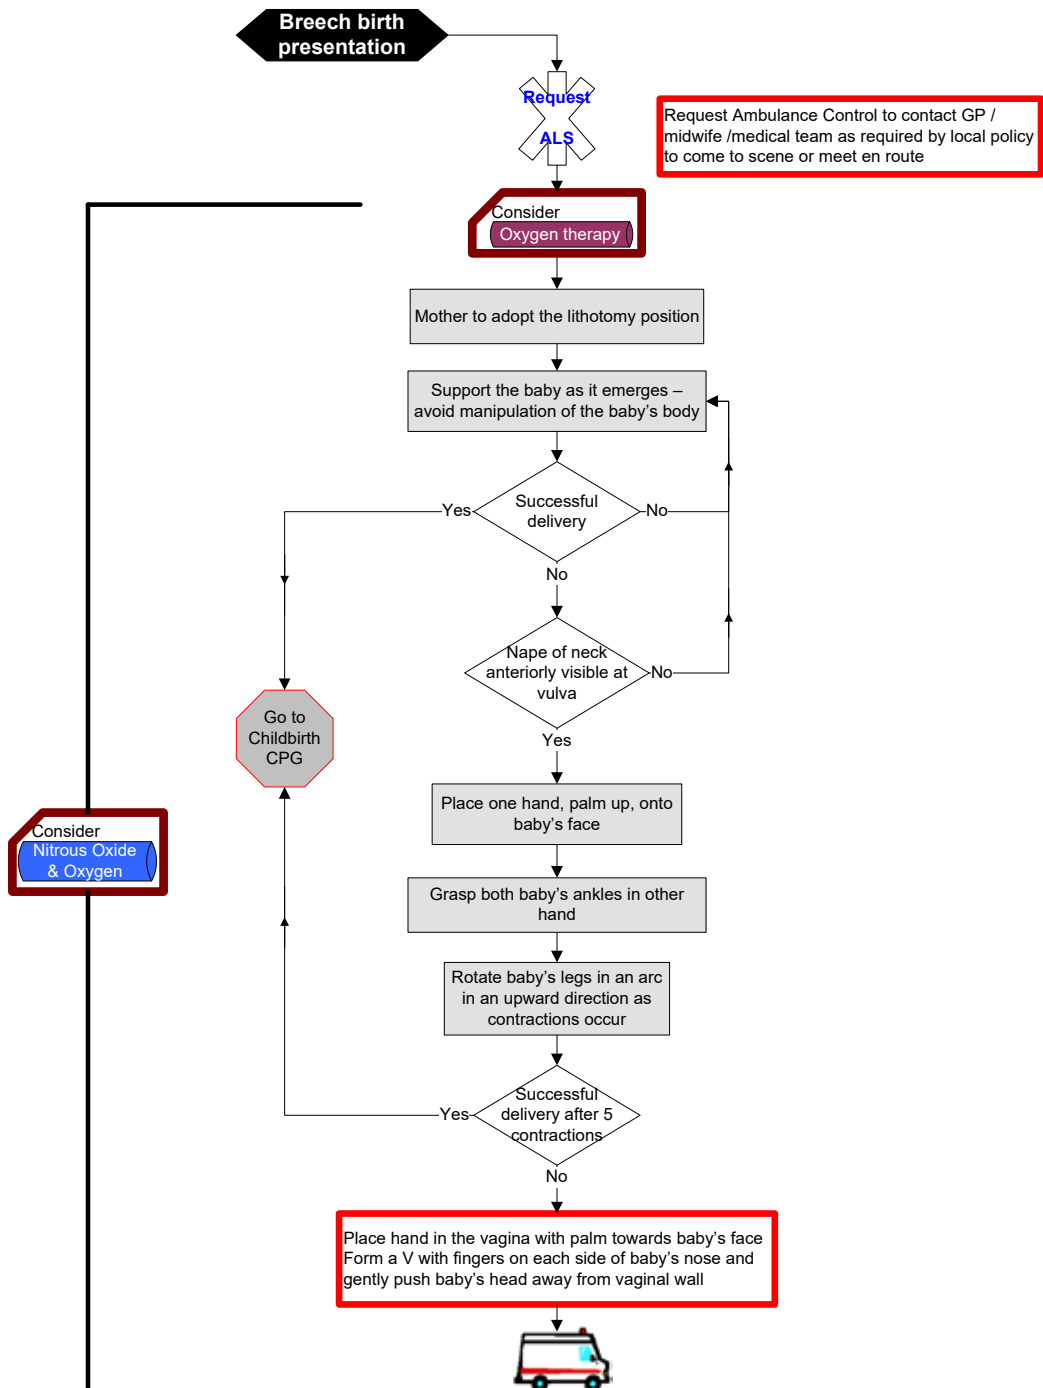 Breech birth
presentation
Request
ALS
Request Ambulance Control to contact GP /
midwife /medical team as required by local policy
to come to scene or meet en route
Consider
Oxygen therapy
Mother to adopt the lithotomy position
Support the baby as it emerges –
avoid manipulation of the baby’s body
Successful
delivery
Yes
No
No
Nape of neck
anteriorly visible at
vulva
No
Yes
Go to
Childbirth
CPG
Place one hand, palm up, onto
baby’s face
Consider
Nitrous Oxide
& Oxygen
Grasp both baby’s ankles in other
hand
Rotate baby’s legs in an arc
in an upward direction as
contractions occur
Successful
delivery after 5
contractions
Yes
No
Place hand in the vagina with palm towards baby’s face
Form a V with fingers on each side of baby’s nose and
gently push baby’s head away from vaginal wall